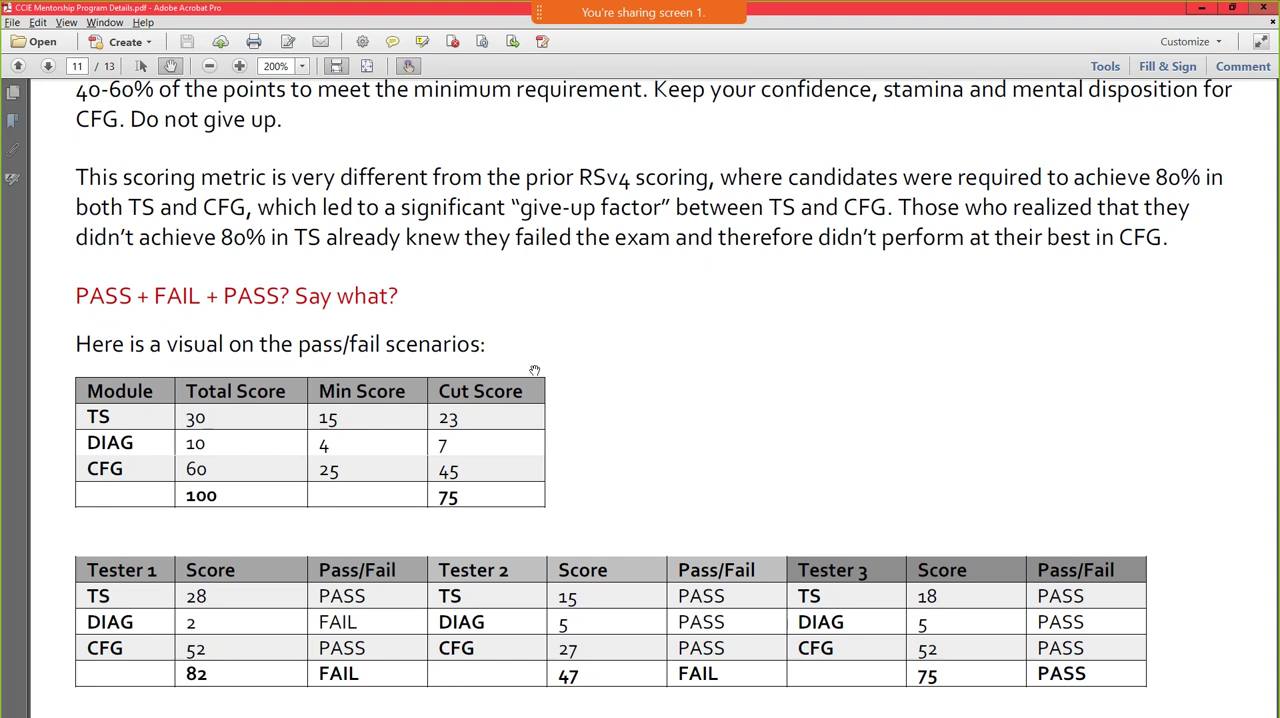 CCIE Mentorship Program Details.pdf - Adobe Acrobat Pro
You're sharing screen 1.
File Edit View Window Help
Open Create Customize
11 / 13 200% Tools Fill & Sign Comment
40-60% of the points to meet the minimum requirement. Keep your confidence, stamina and mental disposition for
CFG. Do not give up.
This scoring metric is very different from the prior RSv4 scoring, where candidates were required to achieve 80% in
both TS and CFG, which led to a significant “give-up factor” between TS and CFG. Those who realized that they
didn’t achieve 80% in TS already knew they failed the exam and therefore didn’t perform at their best in CFG.
PASS + FAIL + PASS? Say what?
Here is a visual on the pass/fail scenarios:
Module Total Score Min Score Cut Score
TS 30 15 23
DIAG 10 4 7
CFG 60 25 45
100 75
Tester 1 Score Pass/Fail Tester 2 Score Pass/Fail Tester 3 Score Pass/Fail
TS 28 PASS TS 15 PASS TS 18 PASS
DIAG 2 FAIL DIAG 5 PASS DIAG 5 PASS
CFG 52 PASS CFG 27 PASS CFG 52 PASS
82 FAIL 47 FAIL 75 PASS